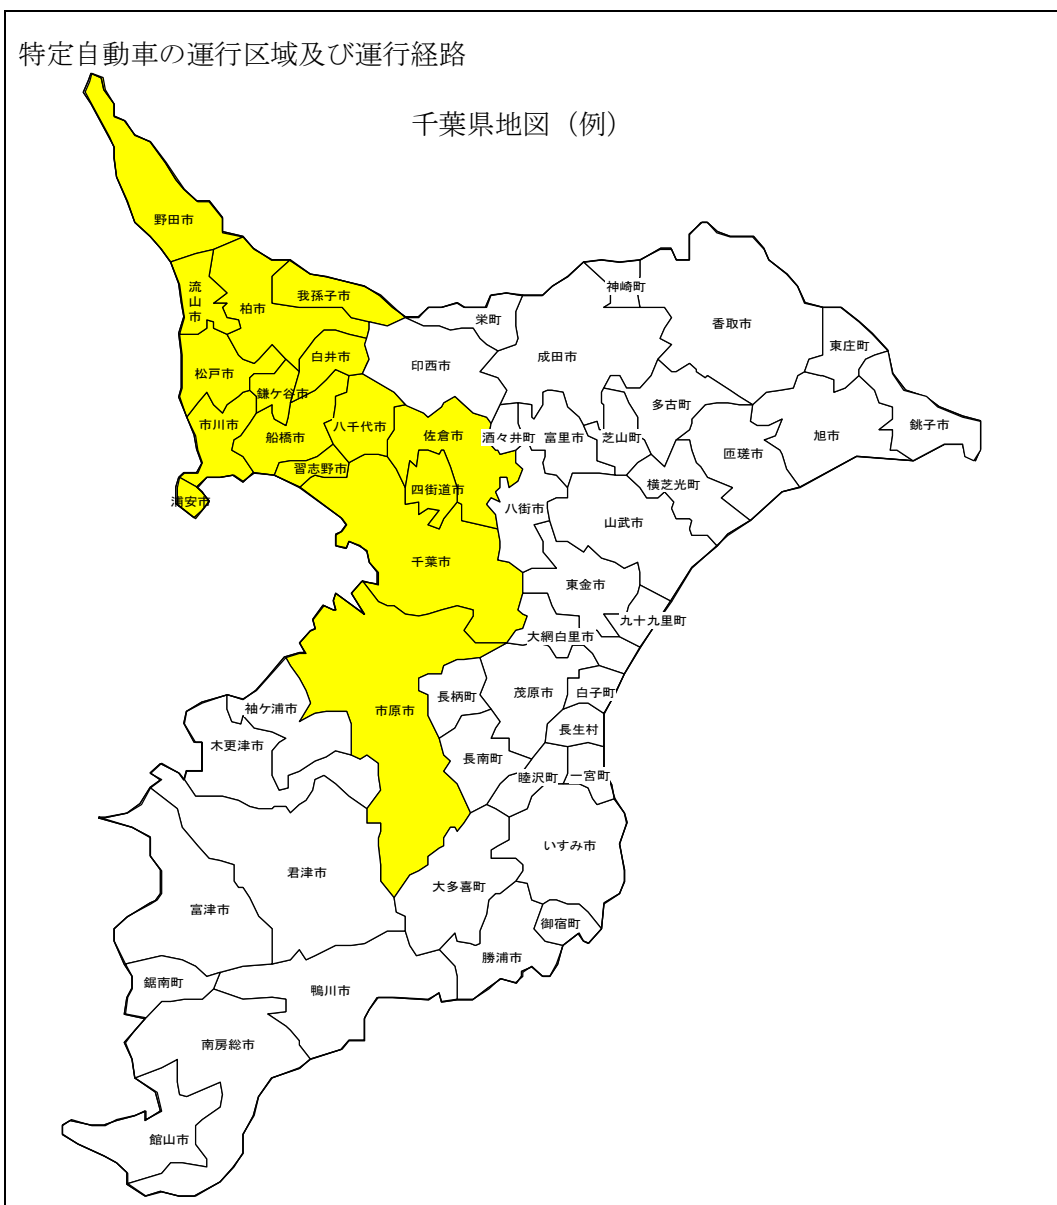 特定自動車の運行区域及び運行経路
千葉県地図（例）
野田市
流山市
柏市
我孫子市
栄町
神崎町
香取市
東庄町
松戸市
白井市
印西市
成田市
鎌ケ谷市
多古町
市川市
船橋市
八千代市
佐倉市
酒々井町
富里市
芝山町
匝瑳市
旭市
銚子市
習志野市
四街道市
浦安市
八街市
横芝光町
山武市
千葉市
東金市
九十九里町
大網白里市
市原市
長柄町
茂原市
白子町
袖ケ浦市
長生村
木更津市
長南町
睦沢町
一宮町
いすみ市
君津市
大多喜町
富津市
御宿町
勝浦市
鋸南町
鴨川市
南房総市
館山市